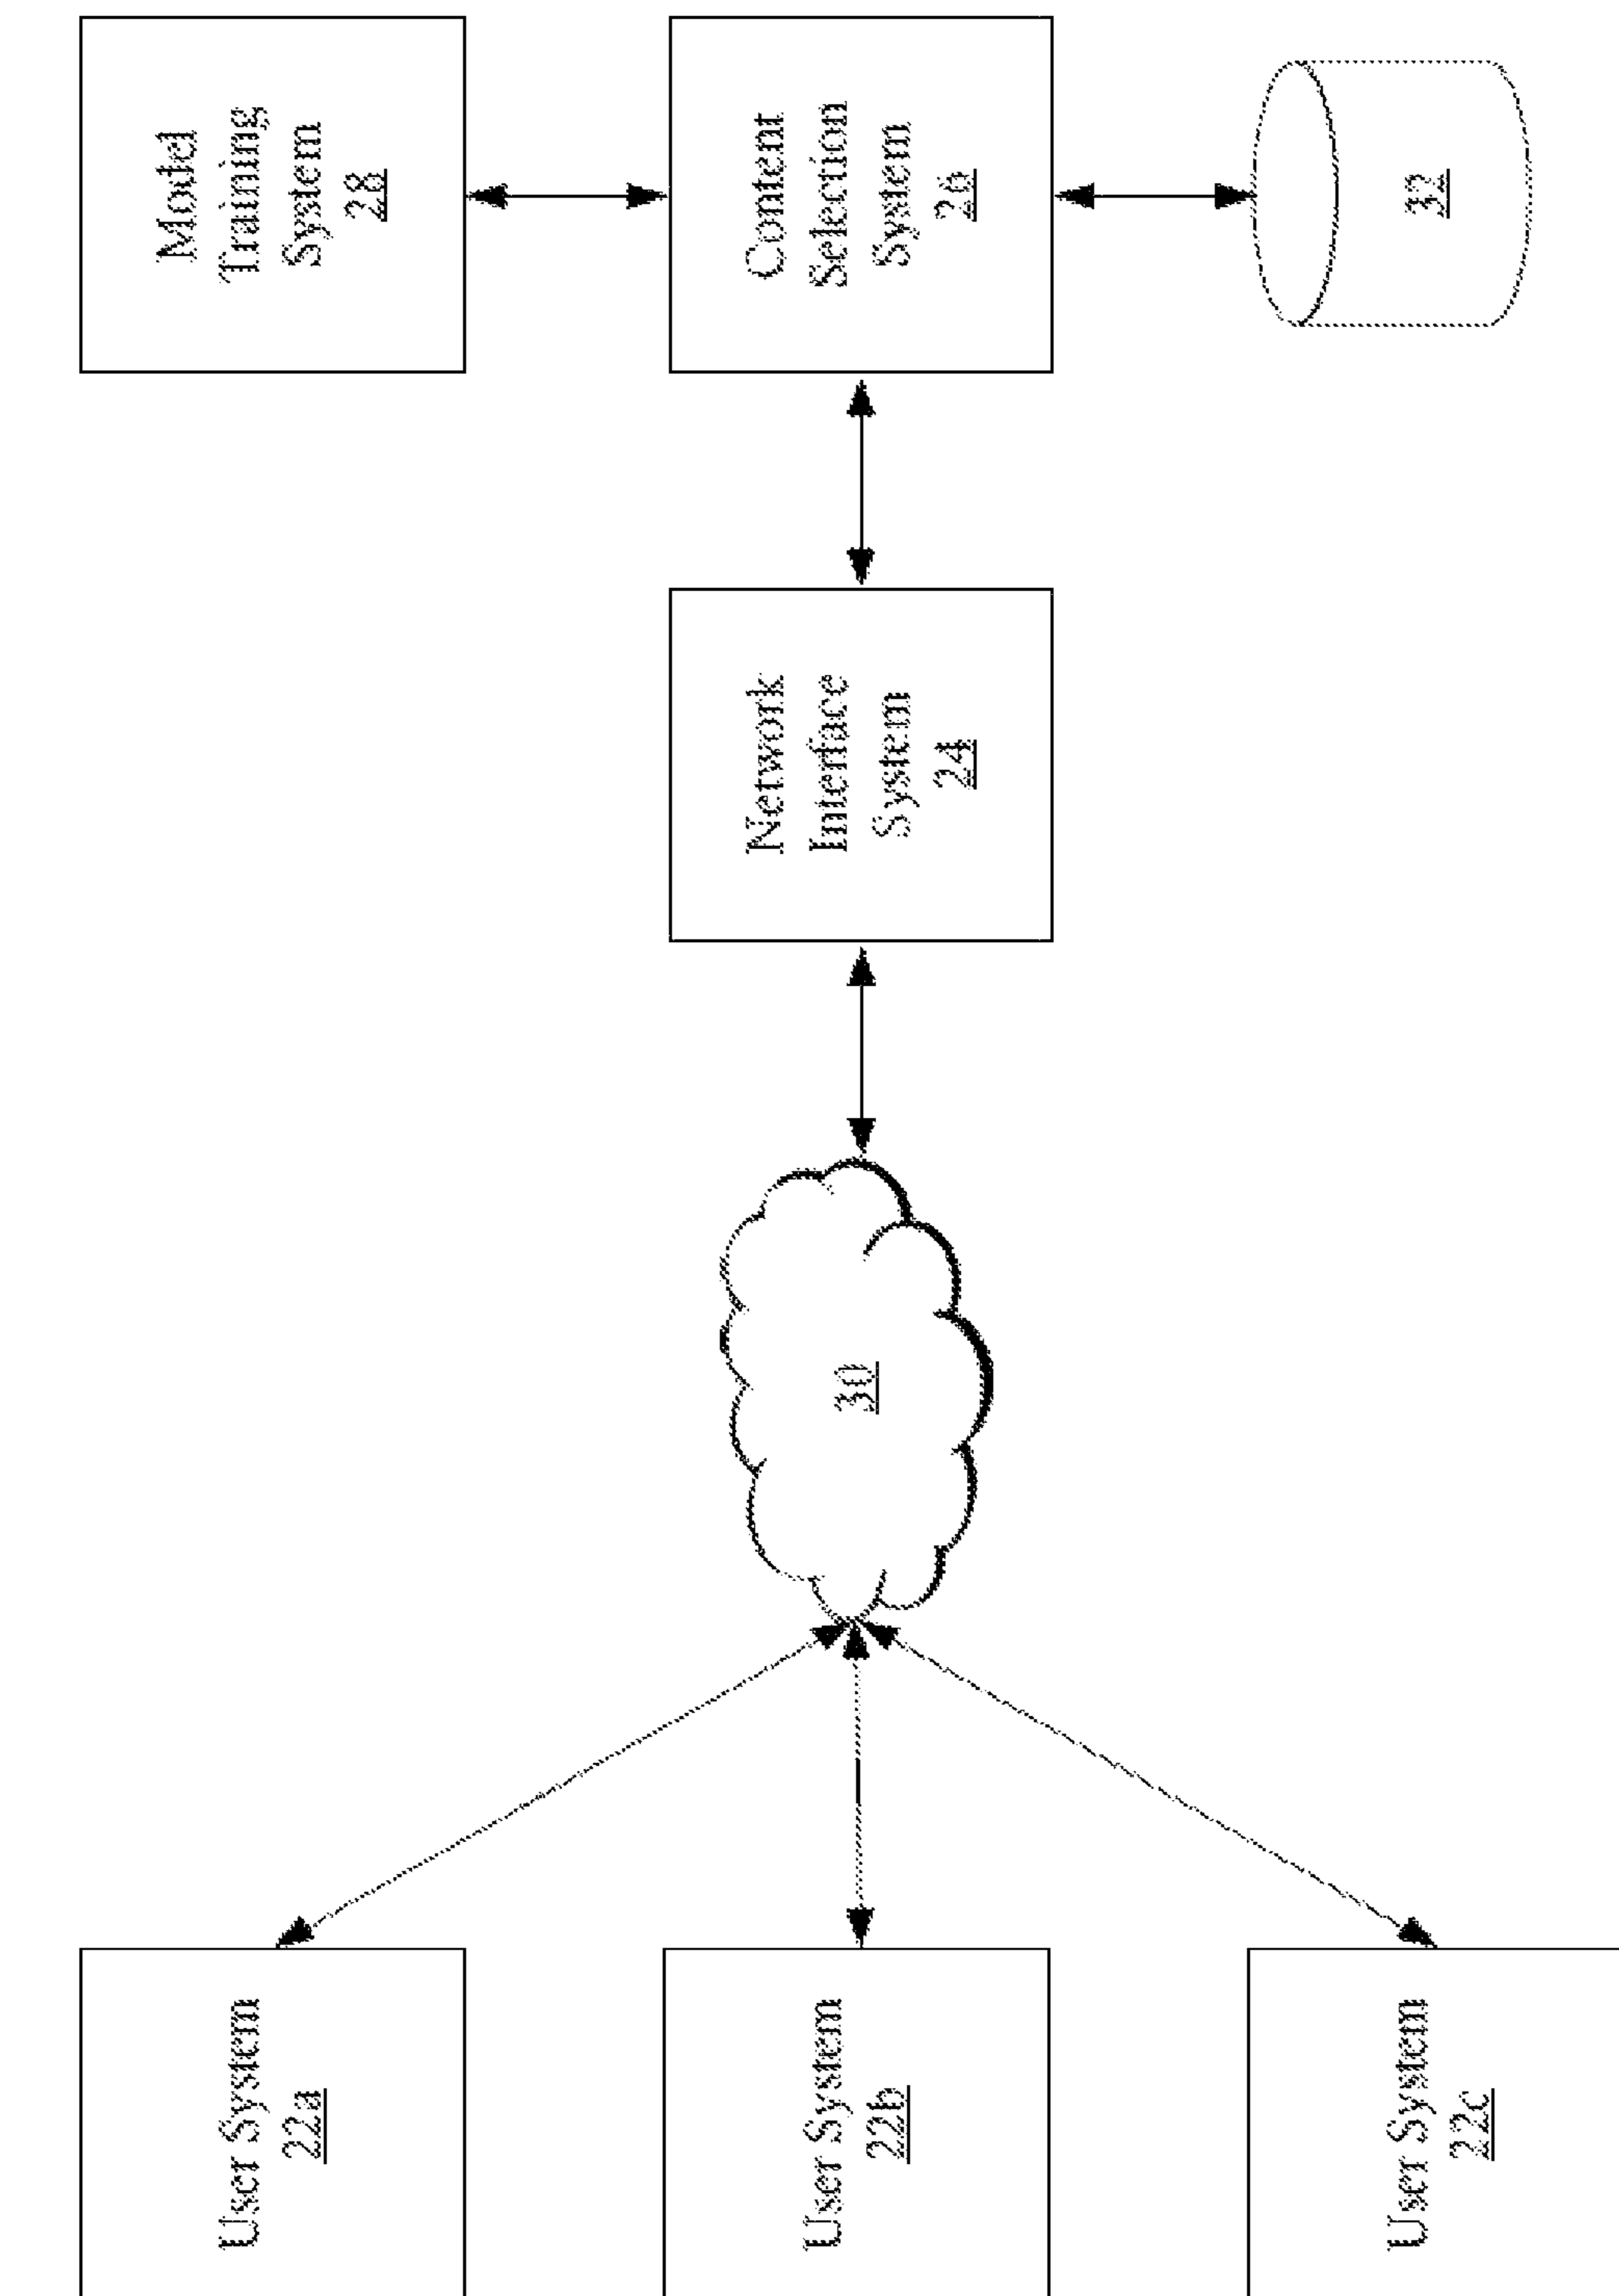 User System
22a
User System
22b
User System
22c
30
Network
Interface
System
24
Model
Training
System
28
Content
Selection
System
26
32